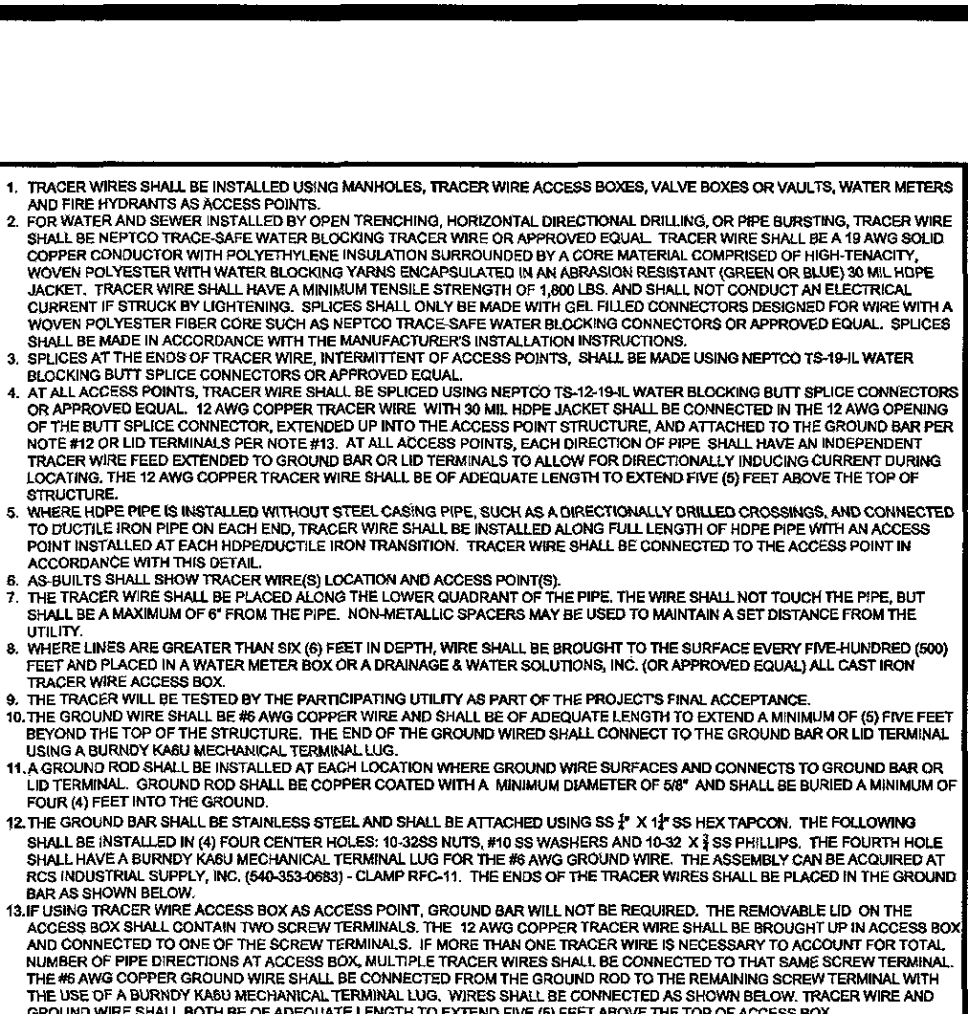 1. TRACER WIRES SHALL BE INSTALLED USING MANHOLES, TRACER WIRE ACCESS BOXES, VALVE BOXES OR VAULTS, WATER METERS
AND FIRE HYDRANTS AS ACCESS POINTS.
2. FOR WATER AND SEWER INSTALLED BY OPEN TRENCHING, HORIZONTAL DIRECTIONAL DRILLING, OR PIPE BURSTING, TRACER WIRE
SHALL BE NEPTCO TRACE-SAFE WATER BLOCKING TRACER WIRE OR APPROVED EQUAL. TRACER WIRE SHALL BE A 19 AWG SOLID
COPPER CONDUCTOR WITH POLYETHYLENE INSULATION SURROUNDED BY A CORE MATERIAL COMPRISED OF HIGH-TENACITY,
WOVEN POLYESTER WITH WATER BLOCKING YARNS ENCAPSULATED IN AN ABRASION RESISTANT (GREEN OR BLUE) 30 MIL HDPE
JACKET. TRACER WIRE SHALL HAVE A MINIMUM TENSILE STRENGTH OF 1,800 LBS. AND SHALL NOT CONDUCT AN ELECTRICAL
CURRENT IF STRUCK BY LIGHTENING. SPLICES SHALL ONLY BE MADE WITH GEL FILLED CONNECTORS DESIGNED FOR WIRE WITH A
WOVEN POLYESTER FIBER CORE SUCH AS NEPTCO TRACE-SAFE WATER BLOCKING CONNECTORS OR APPROVED EQUAL. SPLICES
SHALL BE MADE IN ACCORDANCE WITH THE MANUFACTURER'S INSTALLATION INSTRUCTIONS.
3. SPLICES AT THE ENDS OF TRACER WIRE, INTERMITTENT OF ACCESS POINTS, SHALL BE MADE USING NEPTCO TS-19-IL WATER
BLOCKING BUTT SPLICE CONNECTORS OR APPROVED EQUAL.
4. AT ALL ACCESS POINTS, TRACER WIRE SHALL BE SPLICED USING NEPTCO TS-12-19-IL WATER BLOCKING BUTT SPLICE CONNECTORS
OR APPROVED EQUAL. 12 AWG COPPER TRACER WIRE WITH 30 MIL HDPE JACKET SHALL BE CONNECTED IN THE 12 AWG OPENING
OF THE BUTT SPLICE CONNECTOR, EXTENDED UP INTO THE ACCESS POINT STRUCTURE, AND ATTACHED TO THE GROUND BAR PER
NOTE #12 OR LID TERMINALS PER NOTE #13. AT ALL ACCESS POINTS, EACH DIRECTION OF PIPE SHALL HAVE AN INDEPENDENT
TRACER WIRE FEED EXTENDED TO GROUND BAR OR LID TERMINALS TO ALLOW FOR DIRECTIONALLY INDUCING CURRENT DURING
LOCATING. THE 12 AWG COPPER TRACER WIRE SHALL BE OF ADEQUATE LENGTH TO EXTEND FIVE (5) FEET ABOVE THE TOP OF
STRUCTURE.
5. WHERE HDPE PIPE IS INSTALLED WITHOUT STEEL CASING PIPE, SUCH AS A DIRECTIONALLY DRILLED CROSSINGS, AND CONNECTED
TO DUCTILE IRON PIPE ON EACH END, TRACER WIRE SHALL BE INSTALLED ALONG FULL LENGTH OF HDPE PIPE WITH AN ACCESS
POINT INSTALLED AT EACH HDPE/DUCTILE IRON TRANSITION. TRACER WIRE SHALL BE CONNECTED TO THE ACCESS POINT IN
ACCORDANCE WITH THIS DETAIL.
6. AS-BUILTS SHALL SHOW TRACER WIRE(S) LOCATION AND ACCESS POINT(S).
7. THE TRACER WIRE SHALL BE PLACED ALONG THE LOWER QUADRANT OF THE PIPE. THE WIRE SHALL NOT TOUCH THE PIPE, BUT
SHALL BE A MAXIMUM OF 6" FROM THE PIPE. NON-METALLIC SPACERS MAY BE USED TO MAINTAIN A SET DISTANCE FROM THE
UTILITY.
8. WHERE LINES ARE GREATER THAN SIX (6) FEET IN DEPTH, WIRE SHALL BE BROUGHT TO THE SURFACE EVERY FIVE-HUNDRED (500)
FEET AND PLACED IN A WATER METER BOX OR A DRAINAGE & WATER SOLUTIONS, INC. (OR APPROVED EQUAL) ALL CAST IRON
TRACER WIRE ACCESS BOX.
9. THE TRACER WILL BE TESTED BY THE PARTICIPATING UTILITY AS PART OF THE PROJECT'S FINAL ACCEPTANCE.
10. THE GROUND WIRE SHALL BE #6 AWG COPPER WIRE AND SHALL BE OF ADEQUATE LENGTH TO EXTEND A MINIMUM OF (5) FIVE FEET
BEYOND THE TOP OF THE STRUCTURE. THE END OF THE GROUND WIRED SHALL CONNECT TO THE GROUND BAR OR LID TERMINAL
USING A BURNDY KA6U MECHANICAL TERMINAL LUG.
11. A GROUND ROD SHALL BE INSTALLED AT EACH LOCATION WHERE GROUND WIRE SURFACES AND CONNECTS TO GROUND BAR OR
LID TERMINAL. GROUND ROD SHALL BE COPPER COATED WITH A MINIMUM DIAMETER OF 5/8" AND SHALL BE BURIED A MINIMUM OF
FOUR (4) FEET INTO THE GROUND.
12. THE GROUND BAR SHALL BE STAINLESS STEEL AND SHALL BE ATTACHED USING SS X SS HEX TAPCON. THE FOLLOWING
SHALL BE INSTALLED IN (4) FOUR CENTER HOLES: 10-32SS NUTS, #10 SS WASHERS AND 10-32 X SS PHILLIPS. THE FOURTH HOLE
SHALL HAVE A BURNDY KA6U MECHANICAL TERMINAL LUG FOR THE #6 AWG GROUND WIRE. THE ASSEMBLY CAN BE ACQUIRED AT
RCS INDUSTRIAL SUPPLY, INC. (540-353-0683) - CLAMP RFC-11. THE ENDS OF THE TRACER WIRES SHALL BE PLACED IN THE GROUND
BAR AS SHOWN BELOW.
13. IF USING TRACER WIRE ACCESS BOX AS ACCESS POINT, GROUND BAR WILL NOT BE REQUIRED. THE REMOVABLE LID ON THE
ACCESS BOX SHALL CONTAIN TWO SCREW TERMINALS. THE 12 AWG COPPER TRACER WIRE SHALL BE BROUGHT UP IN ACCESS BOX
AND CONNECTED TO ONE OF THE SCREW TERMINALS. IF MORE THAN ONE TRACER WIRE IS NECESSARY TO ACCOUNT FOR TOTAL
NUMBER OF PIPE DIRECTIONS AT ACCESS BOX, MULTIPLE TRACER WIRES SHALL BE CONNECTED TO THAT SAME SCREW TERMINAL.
THE #6 AWG COPPER GROUND WIRE SHALL BE CONNECTED FROM THE GROUND ROD TO THE REMAINING SCREW TERMINAL WITH
THE USE OF A BURNDY KA6U MECHANICAL TERMINAL LUG. WIRES SHALL BE CONNECTED AS SHOWN BELOW. TRACER WIRE AND
GROUND WIRE SHALL BOTH BE OF ADEQUATE LENGTH TO EXTEND FIVE (5) FEET ABOVE THE TOP OF ACCESS BOX.